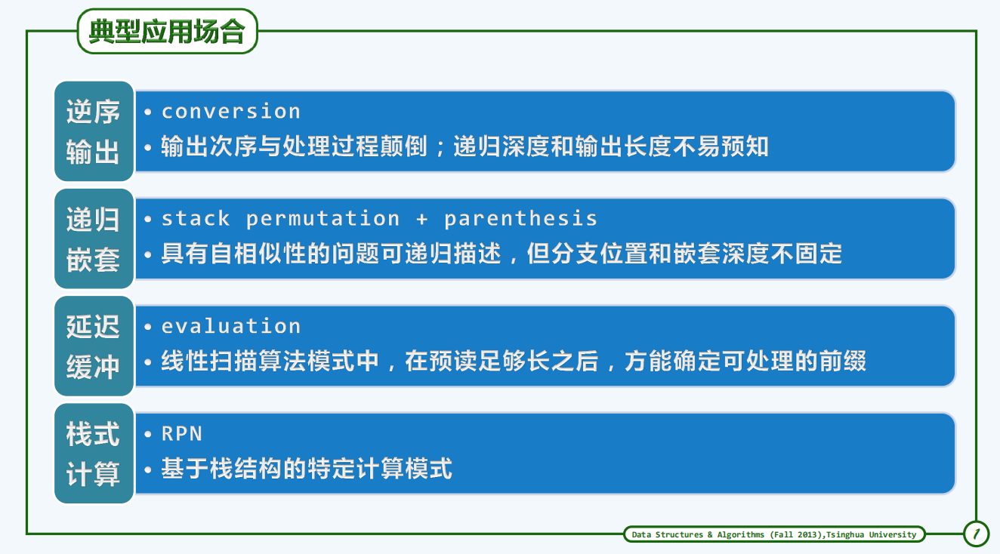 典型应用场合
逆序
输出
• conversion
• 输出次序与处理过程颠倒；递归深度和输出长度不易预知
递归
嵌套
• stack permutation + parenthesis
• 具有自相似性的问题可递归描述，但分支位置和嵌套深度不固定
延迟
缓冲
• evaluation
• 线性扫描算法模式中，在预读足够长之后，方能确定可处理的前缀
栈式
计算
• RPN
• 基于栈结构的特定计算模式
Data Structures & Algorithms (Fall 2013),Tsinghua University
1